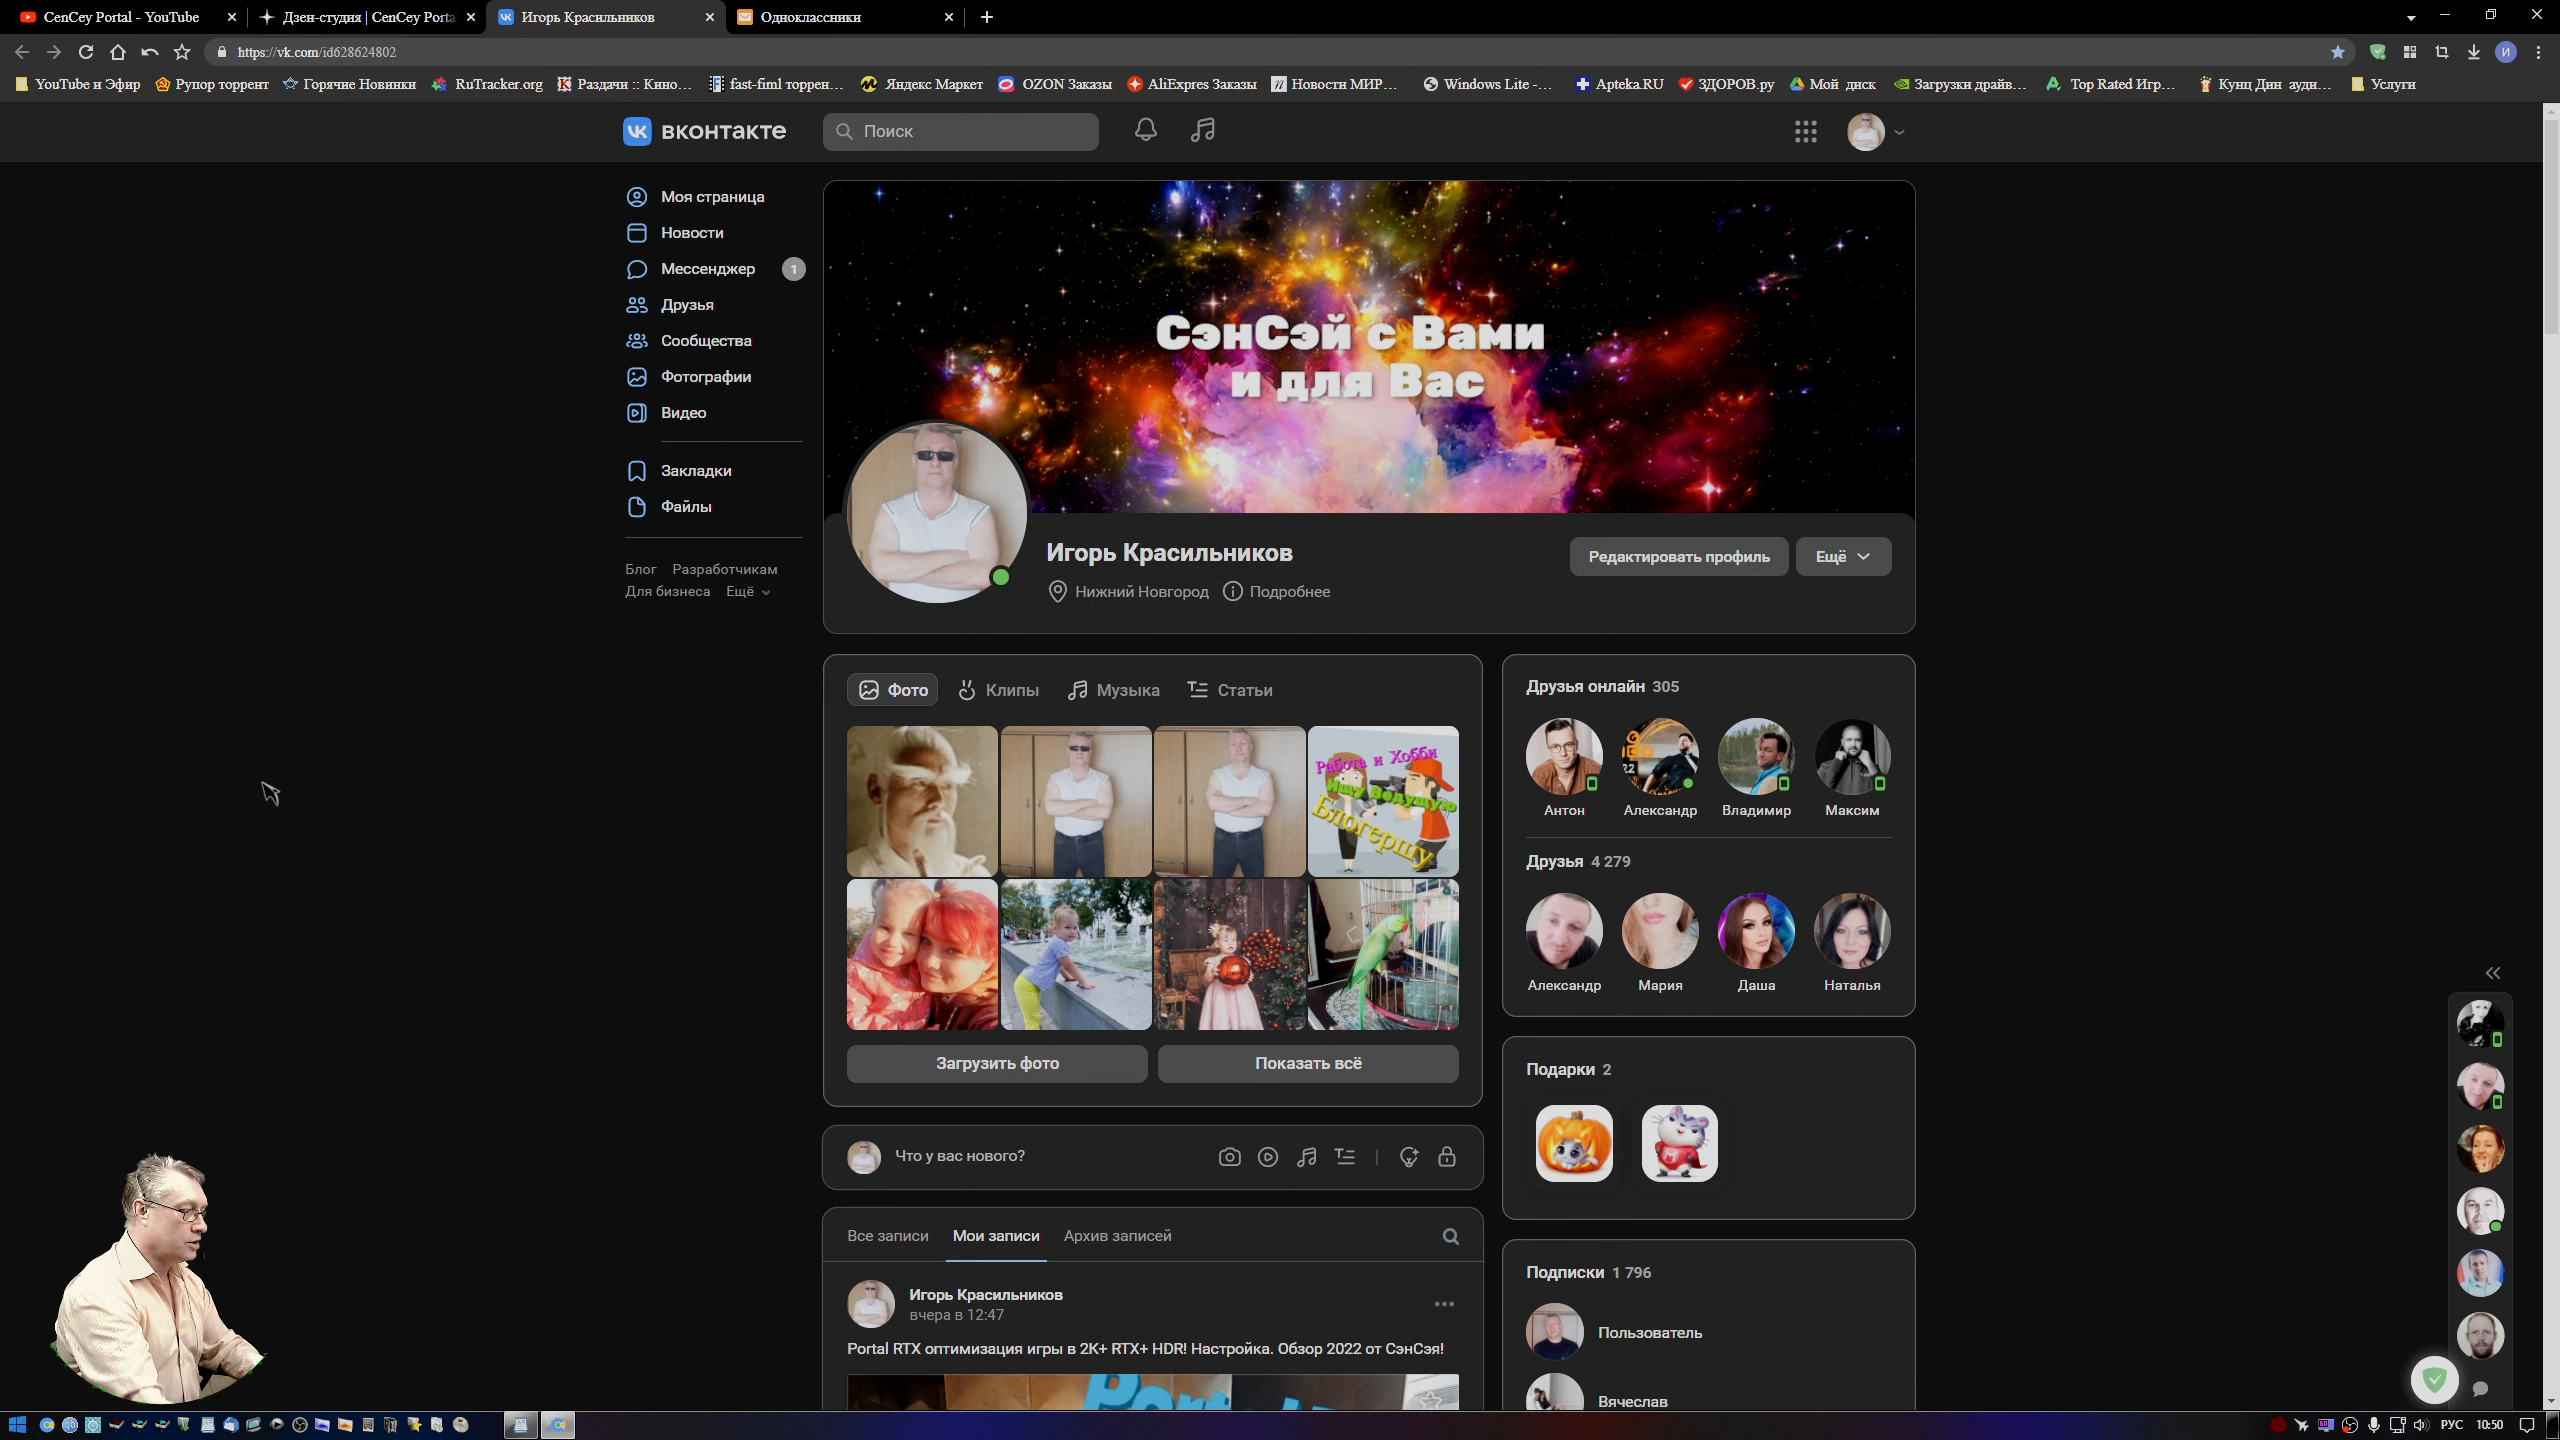 CenCey Portal - YouTube
Дзен-студия | CenCey Porta
Игорь Красильников
Одноклассники
https://vk.com/id628624802
И
YouTube и Эфир
Рупор торрент
Горячие Новинки
RuTracker.org
Раздачи :: Кино...
fast-fiml торрен...
Яндекс Маркет
OZON Заказы
AliExpres Заказы
Новости МИР...
Windows Lite -...
Apteka.RU
ЗДОРОВ.ру
Мой диск
Загрузки драйв...
Top Rated Игр...
Кунц Дин ауди...
Услуги
вконтакте
Поиск
Моя страница
Новости
Мессенджер 1
Друзья
Сообщества
Фотографии
Видео
Закладки
Файлы
Блог Разработчикам
Для бизнеса Ещё
СэнСэй с Вами
и для Вас
Игорь Красильников
Нижний Новгород Подробнее
Редактировать профиль
Ещё
Фото Клипы Музыка Статьи
Работа и Хобби
Ищу Ведущую
Блогершу
Загрузить фото
Показать всё
Что у вас нового?
Все записи Мои записи Архив записей
Игорь Красильников
вчера в 12:47
Portal RTX оптимизация игры в 2K+ RTX+ HDR! Настройка. Обзор 2022 от СэнСэя!
Portal
Друзья онлайн 305
Антон Александр Владимир Максим
Друзья 4 279
Александр Мария Даша Наталья
Подарки 2
Подписки 1 796
Пользователь
Вячеслав
РУС 10:50